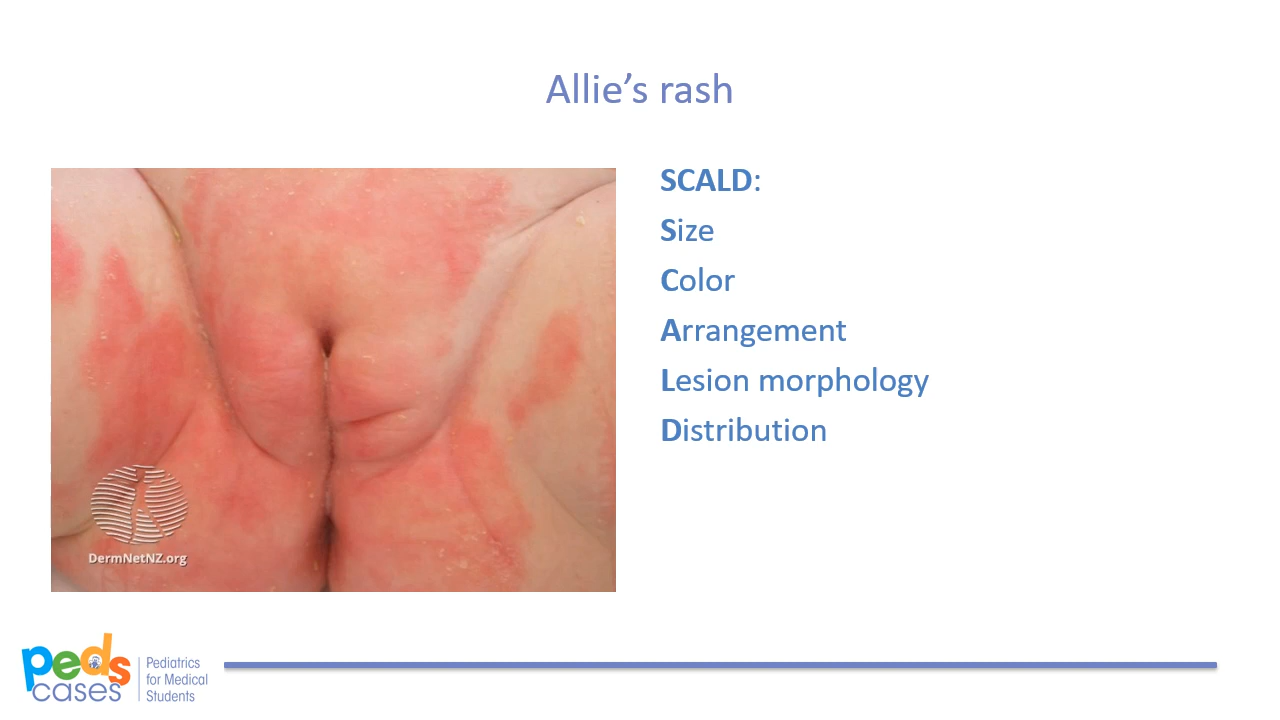 Allie’s rash
SCALD:
Size
Color
Arrangement
Lesion morphology
Distribution
DermNetNZ.org
peds
cases
Pediatrics
for Medical
Students